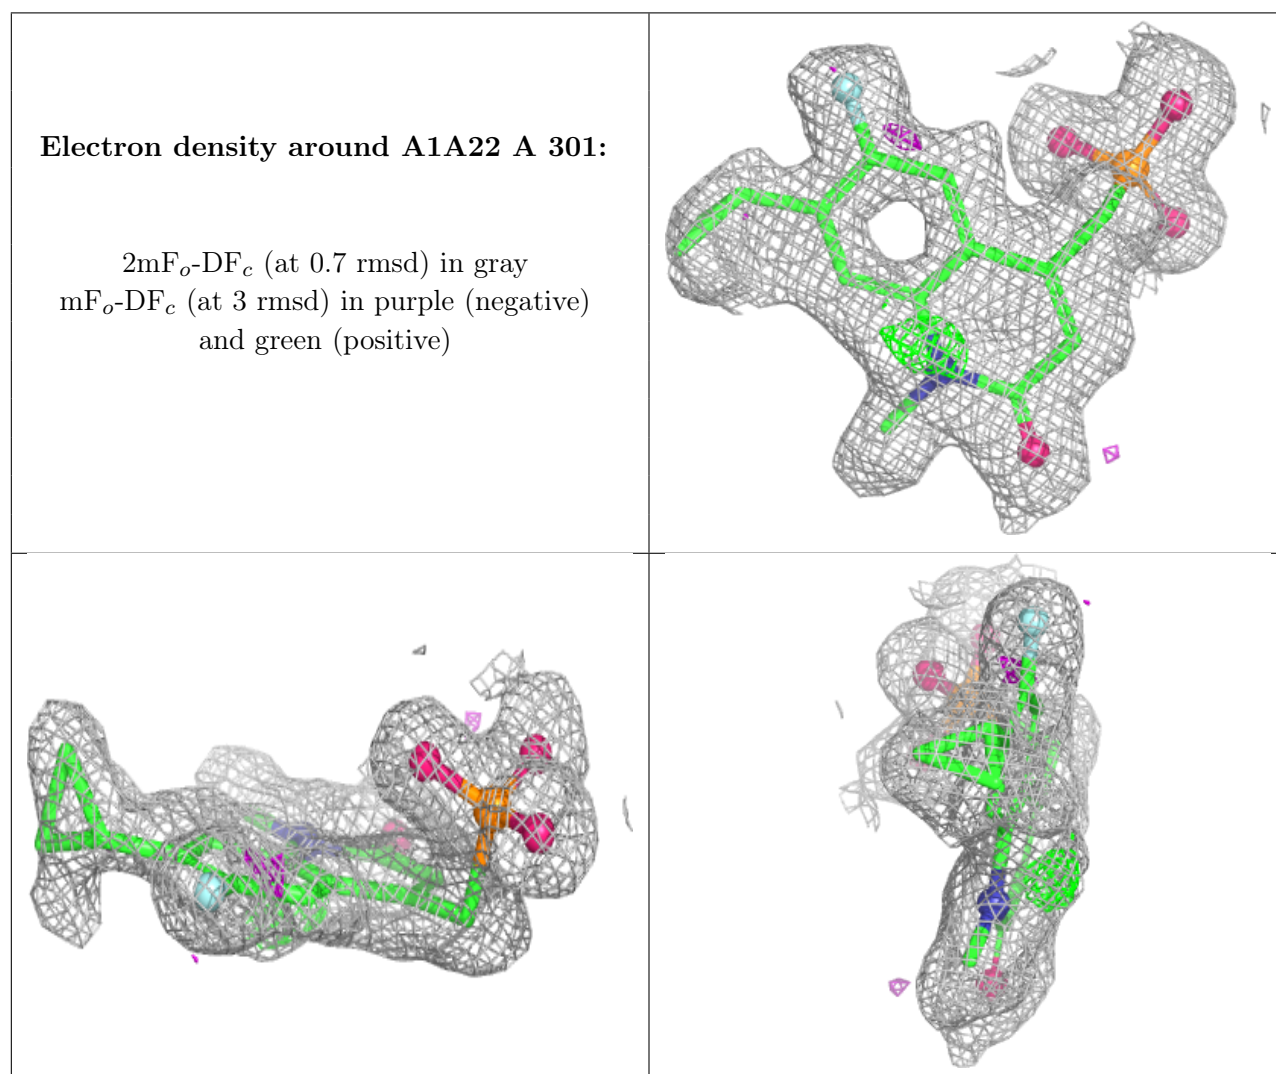 Electron density around A1A22 A 301:
2mFo-DFc (at 0.7 rmsd) in gray
mFo-DFc (at 3 rmsd) in purple (negative)
and green (positive)